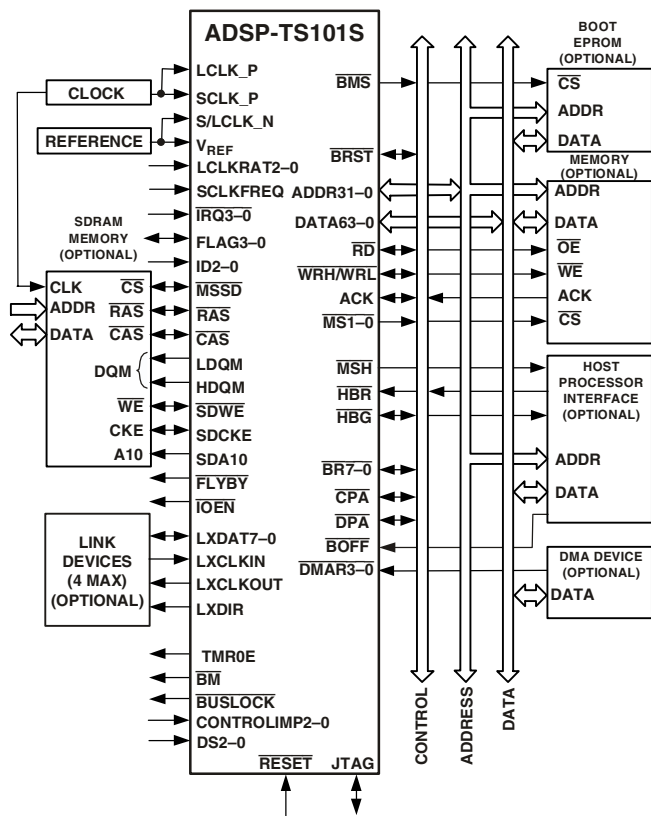 ADSP-TS101S
BOOT
EPROM
(OPTIONAL)
CLOCK
REFERENCE
LCLK_P
SCLK_P
S/LCLK_N
VREF
LCLKRAT2–0
SCLKFREQ
IRQ3–0
FLAG3–0
ID2–0
SDRAM
MEMORY
(OPTIONAL)
CLK
CS
MSSD
ADDR
RAS
RAS
DATA
CAS
CAS
DQM
LDQM
HDQM
WE
SDWE
CKE
SDCKE
A10
SDA10
FLYBY
IOEN
LINK
DEVICES
(4 MAX)
(OPTIONAL)
LXDAT7–0
LXCLKIN
LXCLKOUT
LXDIR
TMR0E
BM
BUSLOCK
CONTROLIMP2–0
DS2–0
RESET
JTAG
BMS
BRST
ADDR31–0
DATA63–0
RD
WRH/WRL
ACK
MS1–0
MSH
HBR
HBG
BR7–0
CPA
DPA
BOFF
DMAR3–0
CONTROL
ADDRESS
DATA
CS
ADDR
DATA
MEMORY
(OPTIONAL)
ADDR
DATA
OE
WE
ACK
CS
HOST
PROCESSOR
INTERFACE
(OPTIONAL)
ADDR
DATA
DMA DEVICE
(OPTIONAL)
DATA